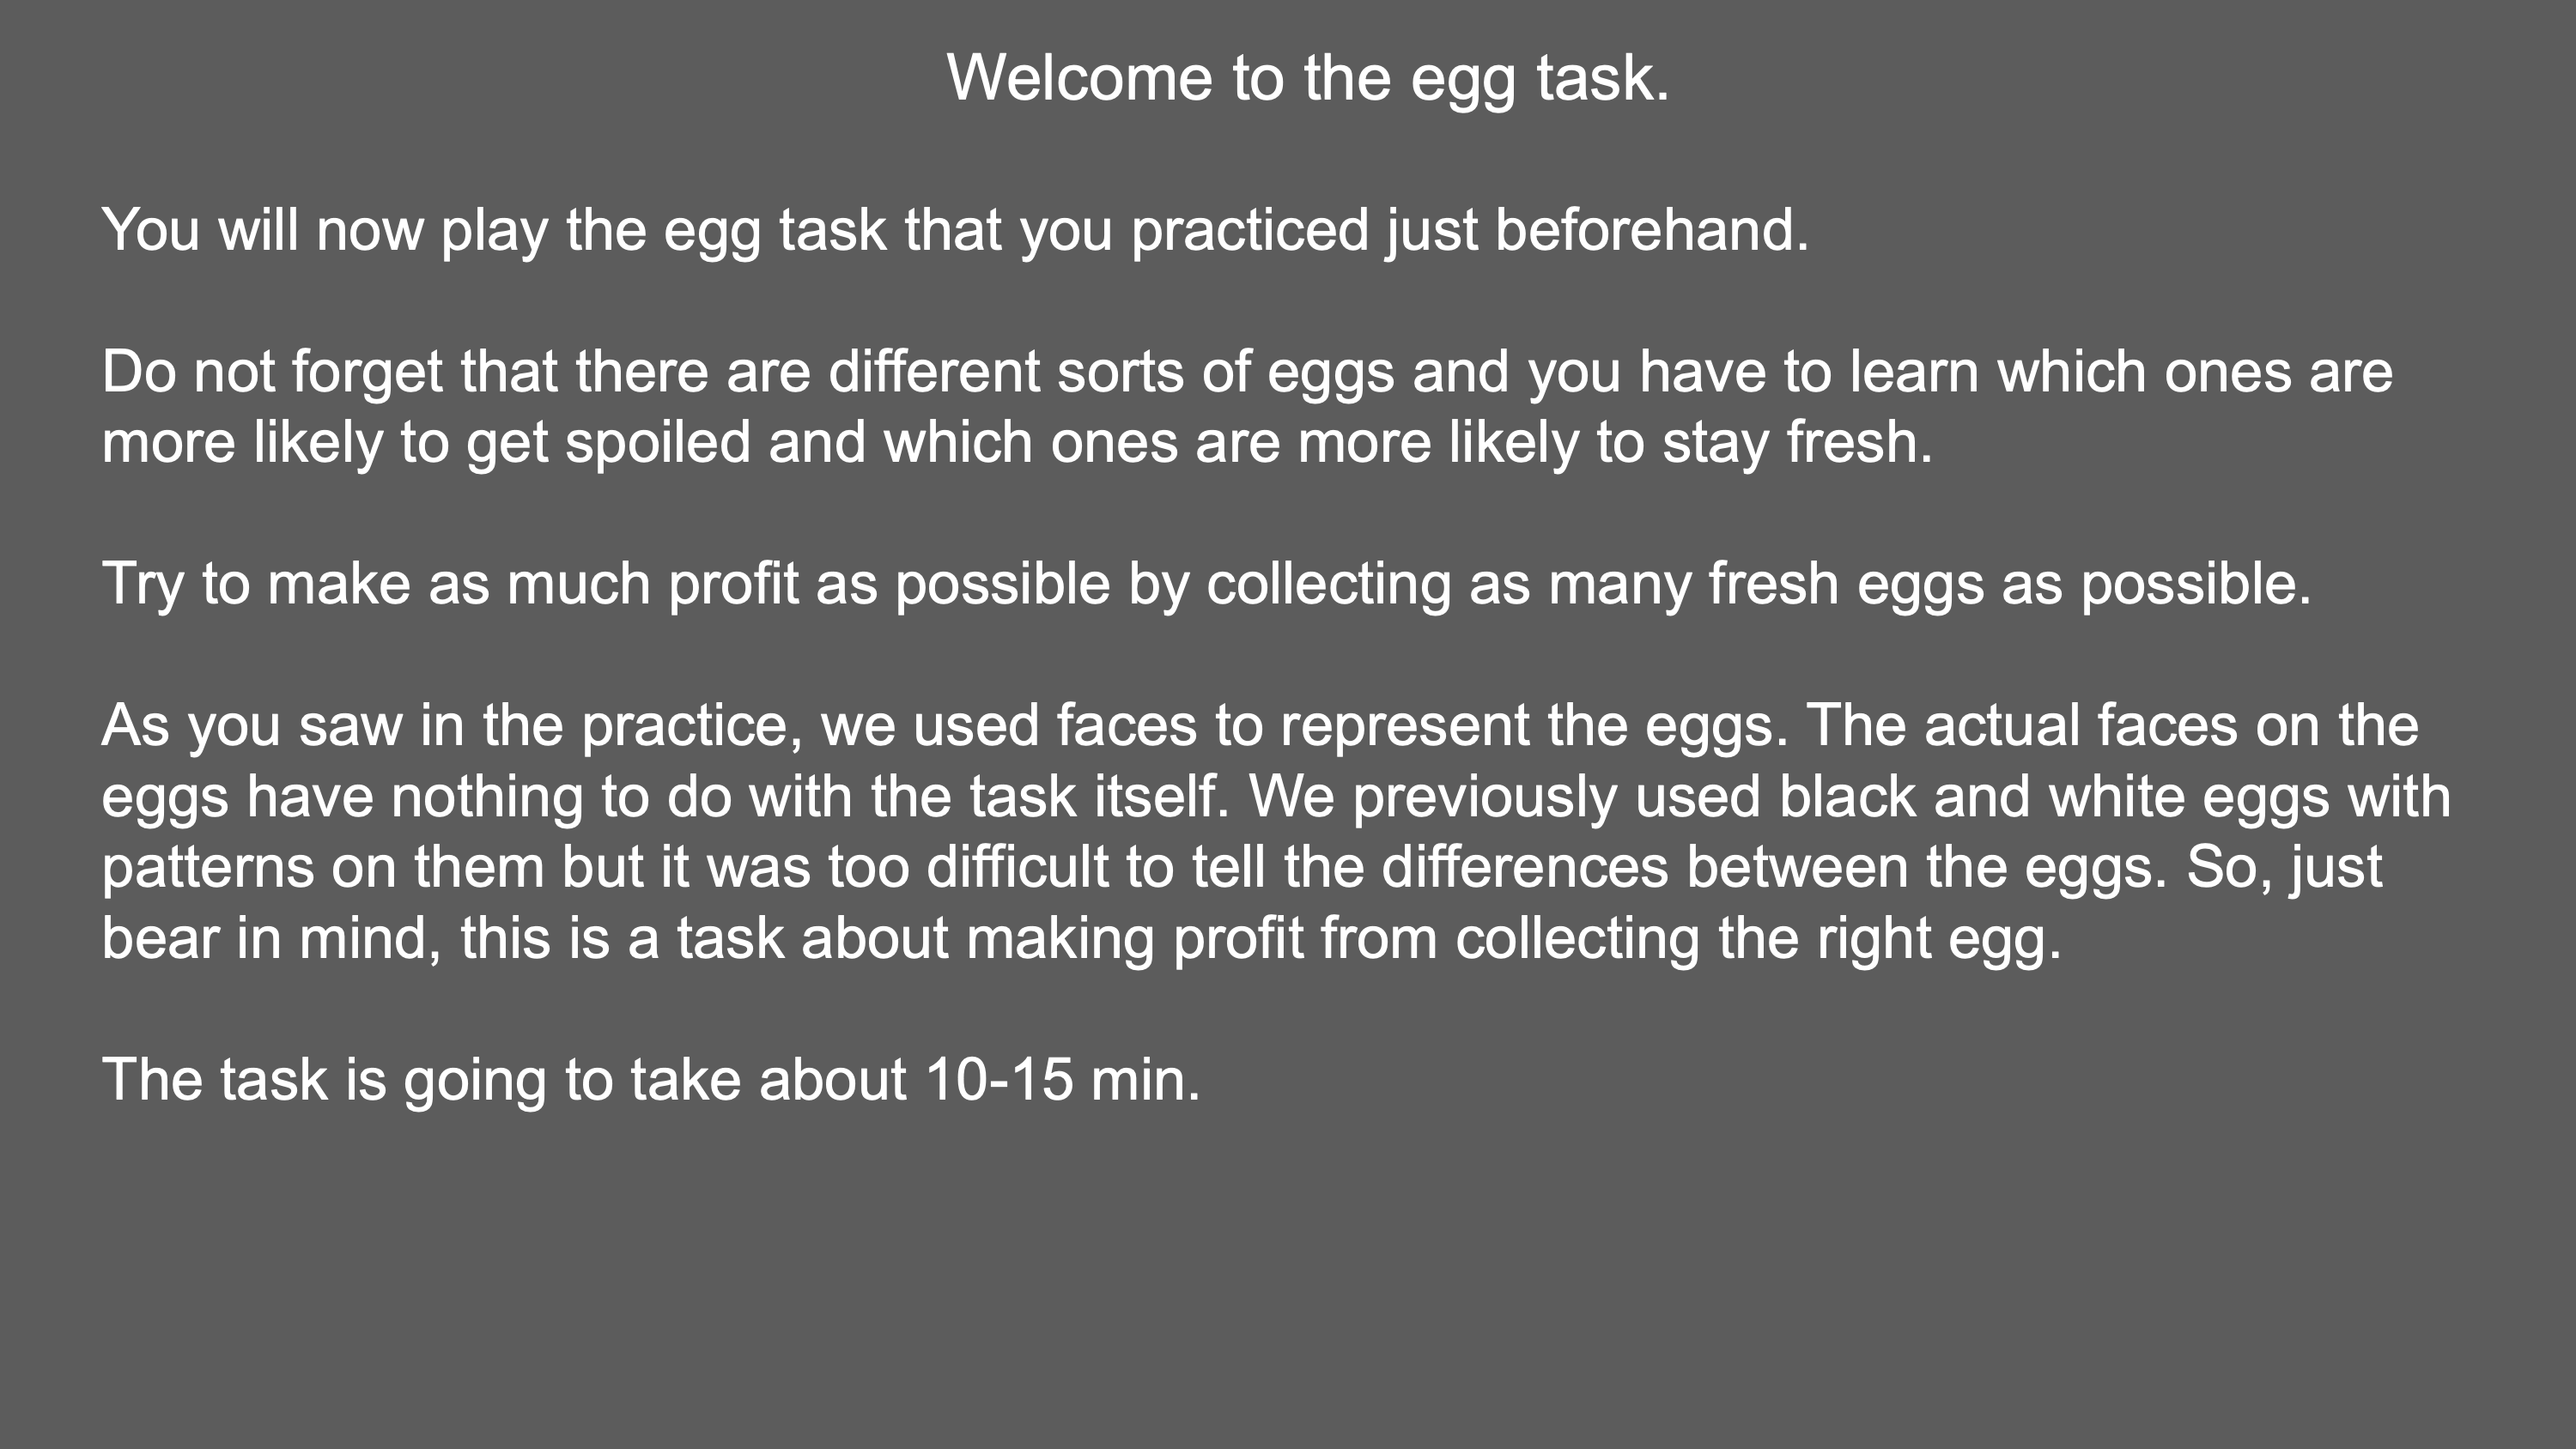 Welcome to the egg task.
You will now play the egg task that you practiced just beforehand.
Do not forget that there are different sorts of eggs and you have to learn which ones are
more likely to get spoiled and which ones are more likely to stay fresh.
Try to make as much profit as possible by collecting as many fresh eggs as possible.
As you saw in the practice, we used faces to represent the eggs. The actual faces on the
eggs have nothing to do with the task itself. We previously used black and white eggs with
patterns on them but it was too difficult to tell the differences between the eggs. So, just
bear in mind, this is a task about making profit from collecting the right egg.
The task is going to take about 10-15 min.